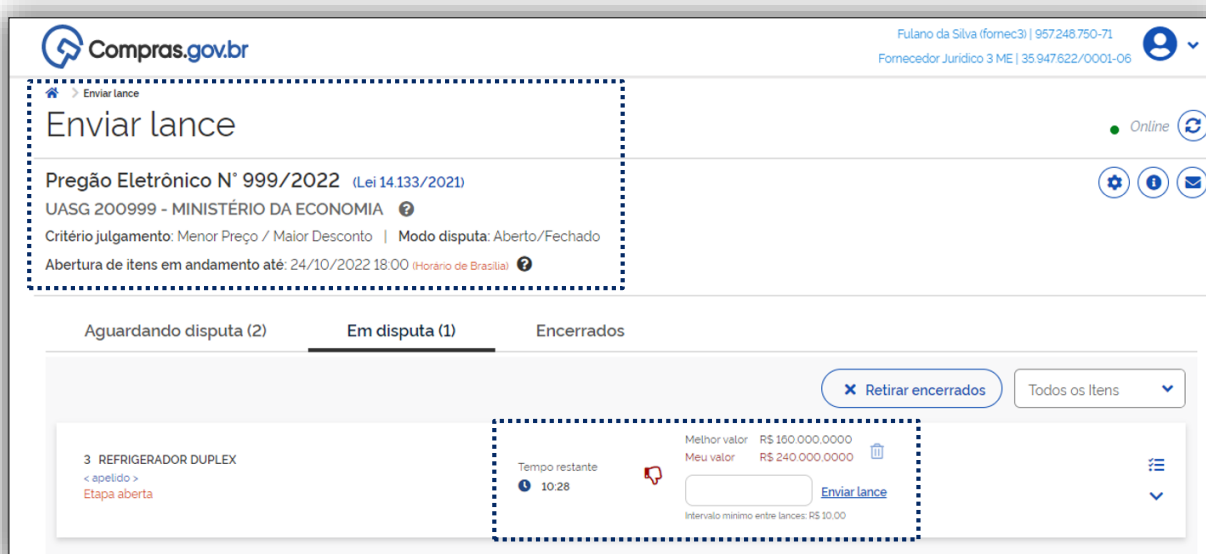 Compras.gov.br
Fulano da Silva (fornec3) | 957.248.750-71
Fornecedor Jurídico 3 ME | 35.947.622/0001-06
> Enviar lance
Enviar lance
Online
Pregão Eletrônico N° 999/2022 (Lei 14.133/2021)
UASG 200999 - MINISTÉRIO DA ECONOMIA
Critério julgamento: Menor Preço / Maior Desconto | Modo disputa: Aberto/Fechado
Abertura de itens em andamento até: 24/10/2022 18:00 (Horário de Brasília)
Aguardando disputa (2) Em disputa (1) Encerrados
Retirar encerrados Todos os Itens
Melhor valor R$ 160.000,0000
3 REFRIGERADOR DUPLEX
Meu valor R$ 240.000,0000
Tempo restante
< apelido >
10:28
Etapa aberta
Enviar lance
Intervalo mínimo entre lances: R$ 10,00